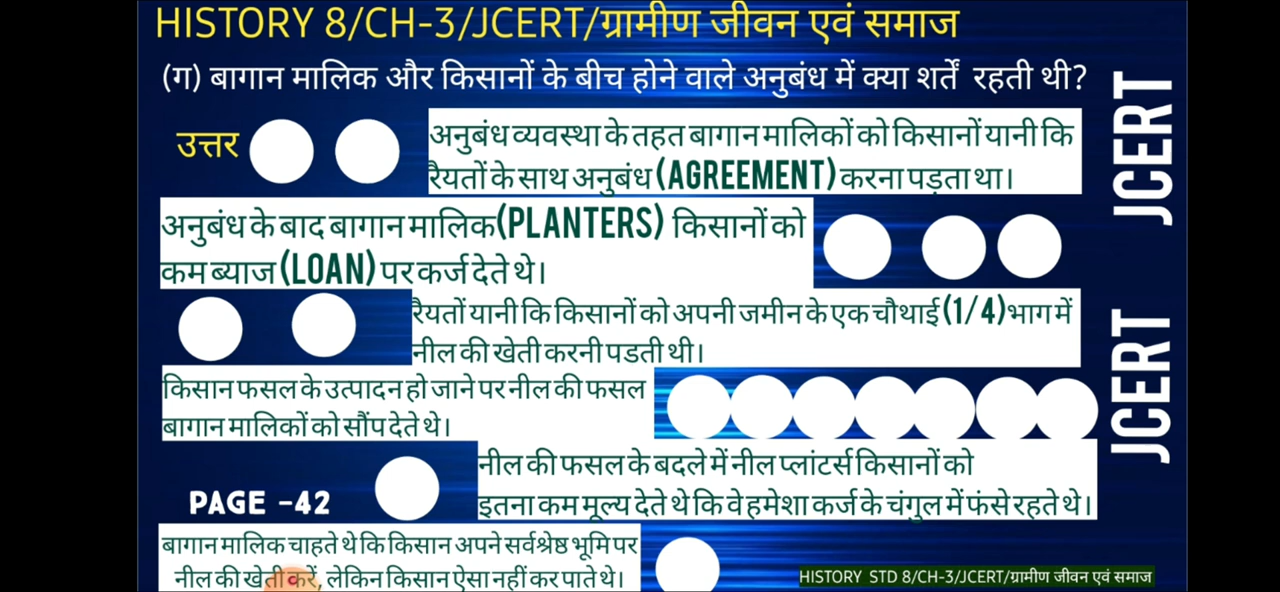 HISTORY 8/CH-3/JCERT/ग्रामीण जीवन एवं समाज
(ग) बागान मालिक और किसानों के बीच होने वाले अनुबंध में क्या शर्तें रहती थी?
उत्तर
अनुबंध व्यवस्था के तहत बागान मालिकों को किसानों यानी कि
रैयतों के साथ अनुबंध (AGREEMENT) करना पड़ता था।
अनुबंध के बाद बागान मालिक(PLANTERS) किसानों को
कम ब्याज (LOAN) पर कर्ज देते थे।
रैयतों यानी कि किसानों को अपनी जमीन के एक चौथाई (1/4)भाग में
नील की खेती करनी पडती थी।
किसान फसल के उत्पादन हो जाने पर नील की फसल
बागान मालिकों को सौंप देते थे।
नील की फसल के बदले में नील प्लांटर्स किसानों को
इतना कम मूल्य देते थे कि वे हमेशा कर्ज के चंगुल में फंसे रहते थे।
PAGE -42
बागान मालिक चाहते थे कि किसान अपने सर्वश्रेष्ठ भूमि पर
नील की खेती करें, लेकिन किसान ऐसा नहीं कर पाते थे।
HISTORY STD 8/CH-3/JCERT/ग्रामीण जीवन एवं समाज
JCERT
JCERT